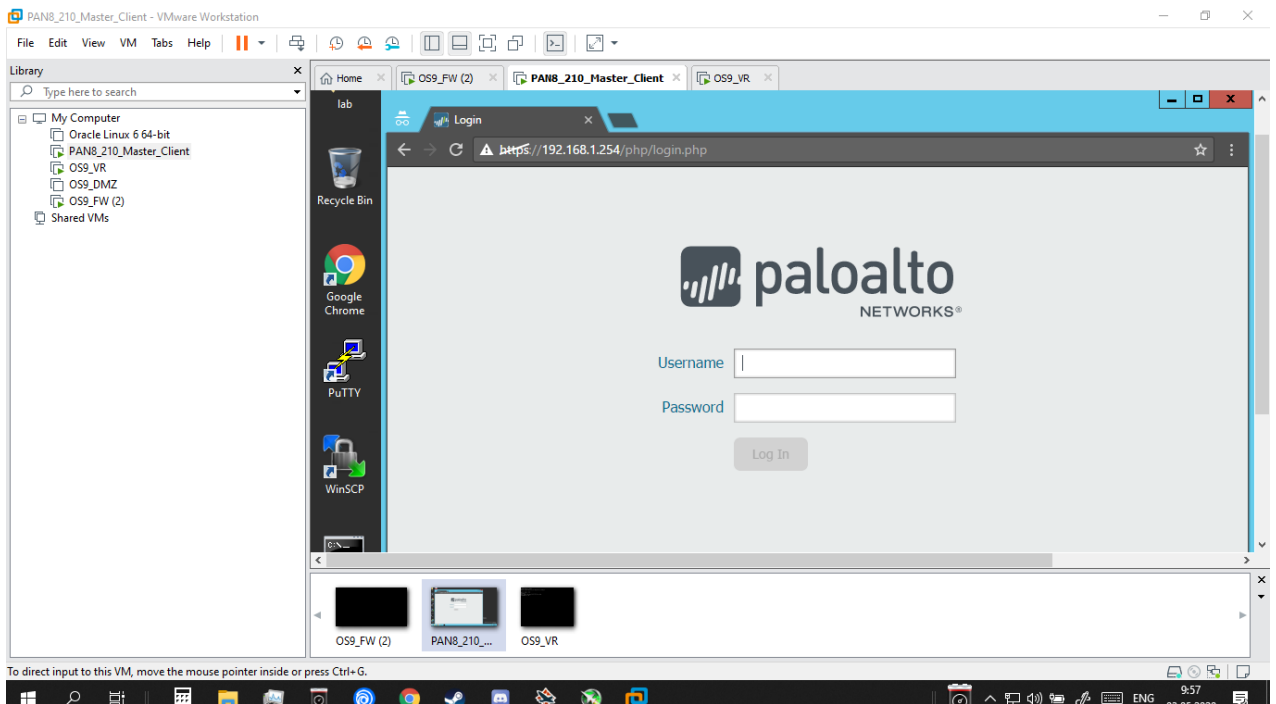 PAN8_210_Master_Client - VMware Workstation
File Edit View VM Tabs Help
Library
Type here to search
My Computer
Oracle Linux 6 64-bit
PAN8_210_Master_Client
OS9_VR
OS9_DMZ
OS9_FW (2)
Shared VMs
Home
OS9_FW (2)
PAN8_210_Master_Client
OS9_VR
lab
Recycle Bin
Google
Chrome
PuTTY
WinSCP
Login
https://192.168.1.254/php/login.php
paloalto
NETWORKS®
Username
Password
Log In
OS9_FW (2)
PAN8_210_...
OS9_VR
To direct input to this VM, move the mouse pointer inside or press Ctrl+G.
ENG
9:57